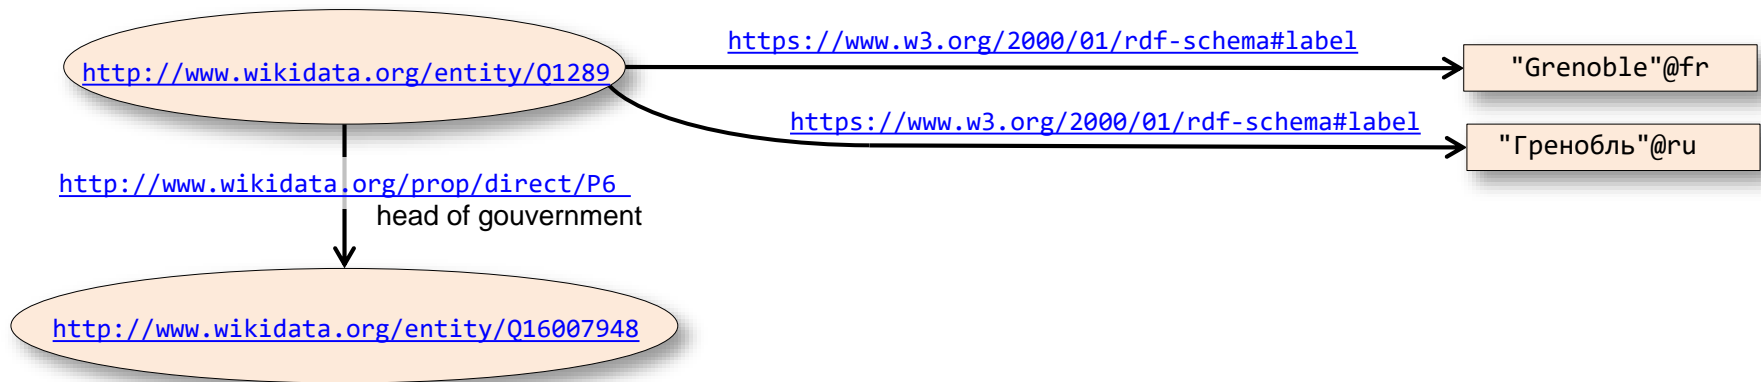 https://www.w3.org/2000/01/rdf-schema#label
http://www.wikidata.org/entity/Q1289
"Grenoble"@fr
https://www.w3.org/2000/01/rdf-schema#label
"Гренобль"@ru
http://www.wikidata.org/prop/direct/P6
head of gouvernment
http://www.wikidata.org/entity/Q16007948